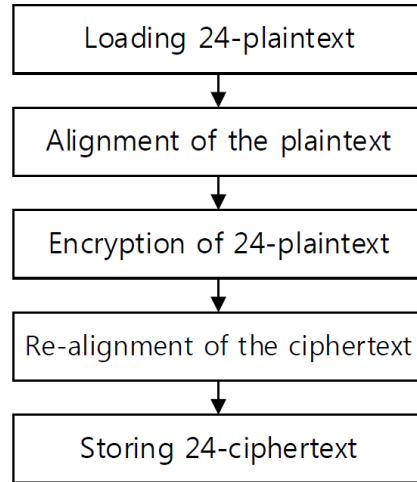 Loading 24-plaintext
Alignment of the plaintext
Encryption of 24-plaintext
Re-alignment of the ciphertext
Storing 24-ciphertext